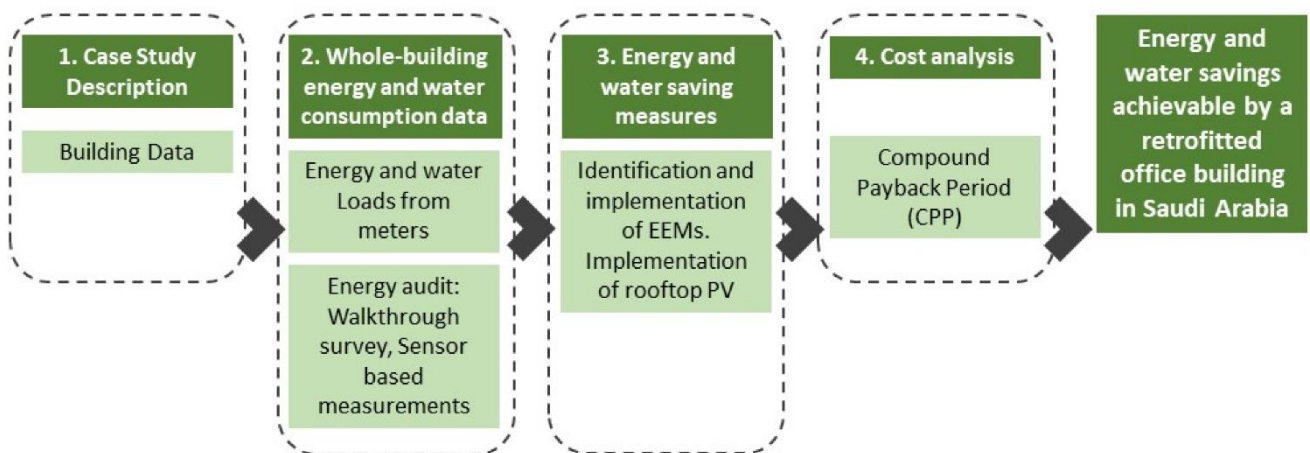 1. Case Study
Description
Building Data
2. Whole-building
energy and water
consumption data
Energy and water
Loads from
meters
Energy audit:
Walkthrough
survey, Sensor
based
measurements
3. Energy and
water saving
measures
Identification and
implementation
of EEMs.
Implementation
of rooftop PV
4. Cost analysis
Compound
Payback Period
(CPP)
Energy and
water savings
achievable by a
retrofitted
office building
in Saudi Arabia